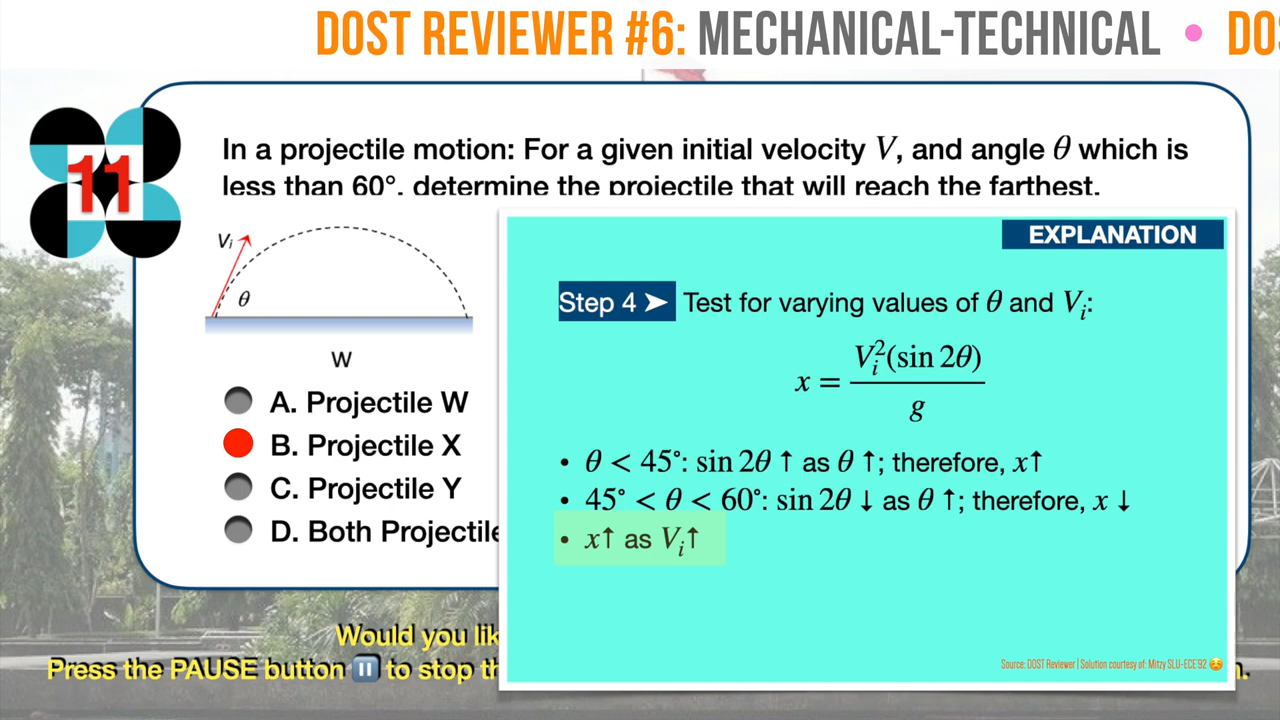 DOST REVIEWER #6: MECHANICAL-TECHNICAL • DO
11
In a projectile motion: For a given initial velocity V, and angle θ which is
less than 60°, determine the projectile that will reach the farthest.
Vᵢ
θ
W
A. Projectile W
B. Projectile X
C. Projectile Y
D. Both Projectile
EXPLANATION
Step 4 ➤ Test for varying values of θ and Vᵢ:
x = Vᵢ²(sin 2θ) / g
• θ < 45°: sin 2θ ↑ as θ ↑; therefore, x↑
• 45° < θ < 60°: sin 2θ ↓ as θ ↑; therefore, x ↓
• x↑ as Vᵢ↑
Source: DOST Reviewer | Solution courtesy of: Mitzy SLU-ECE'92 ☺️
Would you lik
Press the PAUSE button ⏸ to stop th